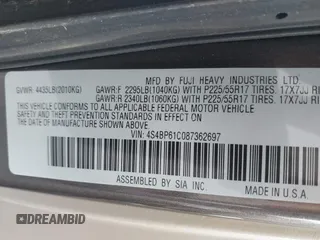 MFD BY FUJI HEAVY INDUSTRIES LTD.
GVWR: 4435LB(2010KG)
GAWR:F 2295LB(1040KG) WITH P225/55R17 TIRES. 17X7JJ RI
GAWR:R 2340LB(1060KG) WITH P225/55R17 TIRES. 17X7JJ RI
THIS VEHICLE CONFORMS TO ALL APPLICABLE U.S. FEDERAL
MOTOR VEHICLE SAFETY, BUMPER, AND THEFT PREVENTION
STANDARDS IN EFFECT ON THE DATE OF MANUFACTURE
SHOWN ABOVE.
VIN: 4S4BP61C087362697
ASSEMBLED BY SIA INC.
MADE IN U.S.A
DREAMBID